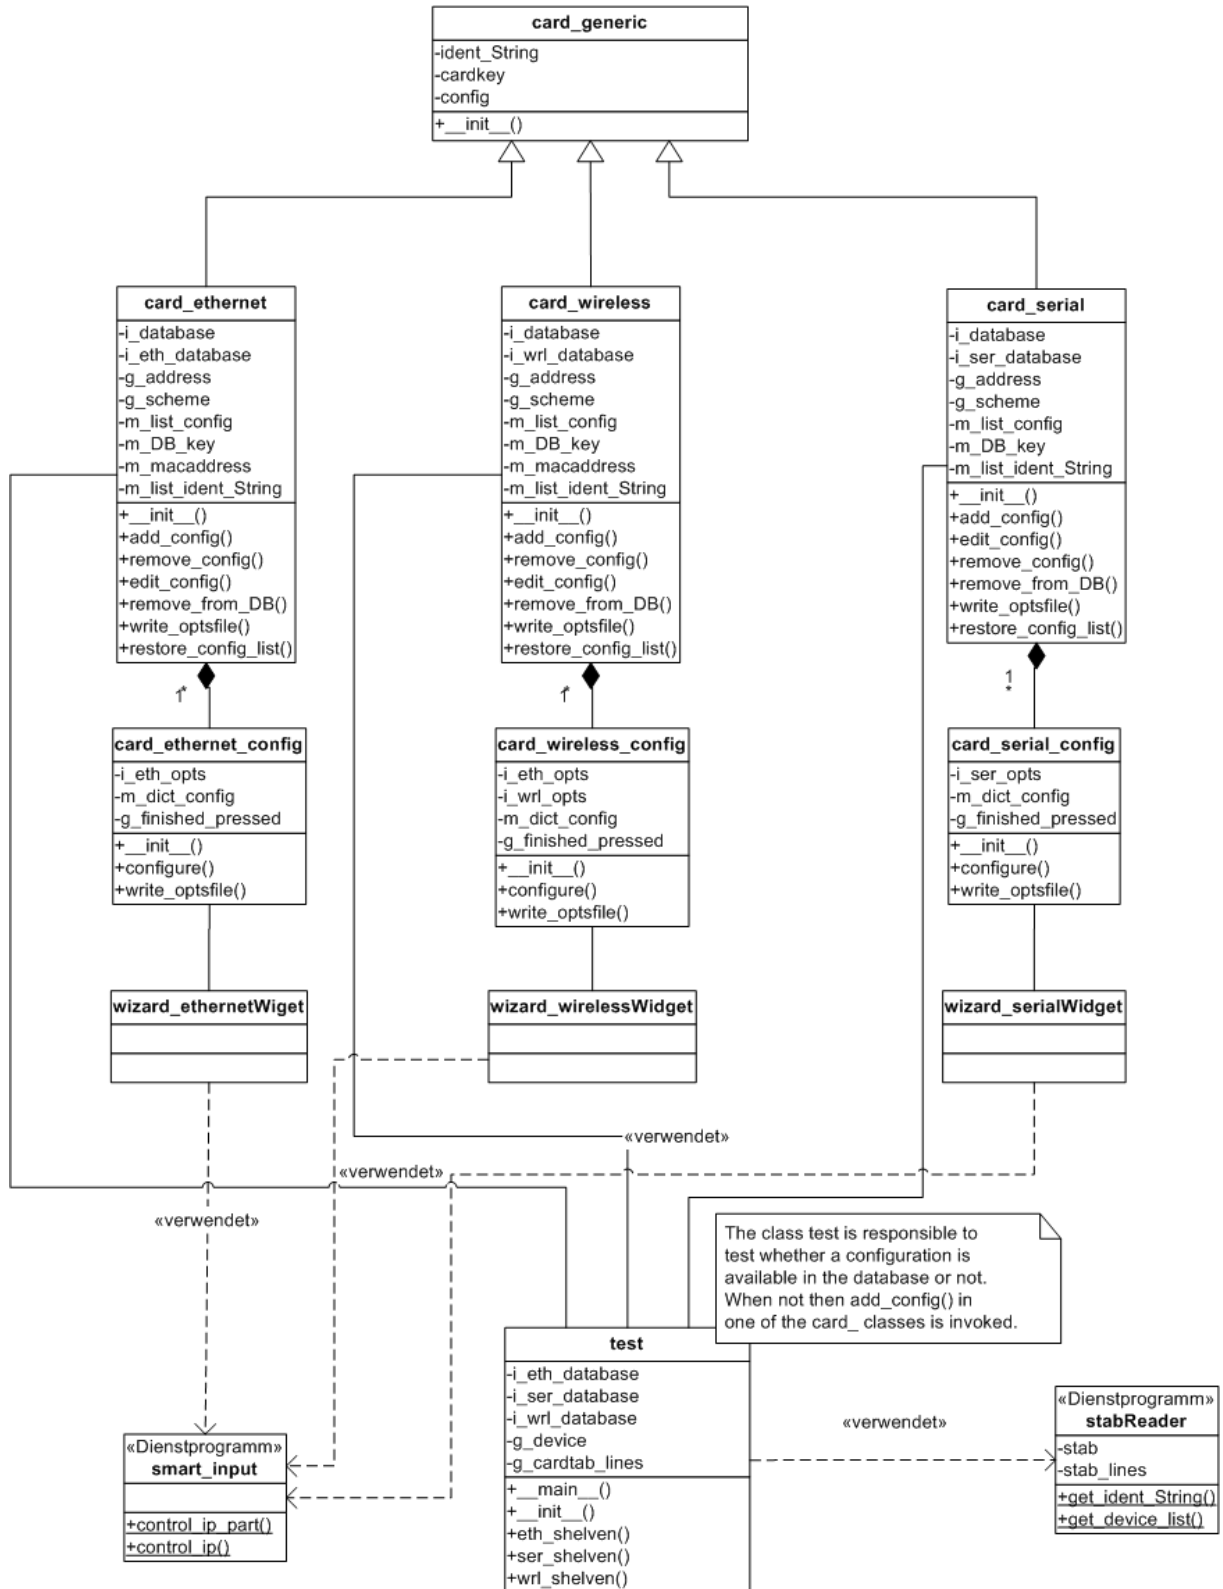 card_generic
-ident_String
-cardkey
-config
+__init__()
card_ethernet
-i_database
-i_eth_database
-g_address
-g_scheme
-m_list_config
-m_DB_key
-m_macaddress
-m_list_ident_String
+__init__()
+add_config()
+remove_config()
+edit_config()
+remove_from_DB()
+write_optsfile()
+restore_config_list()
card_wireless
-i_database
-i_wrl_database
-g_address
-g_scheme
-m_list_config
-m_DB_key
-m_macaddress
-m_list_ident_String
+__init__()
+add_config()
+remove_config()
+edit_config()
+remove_from_DB()
+write_optsfile()
+restore_config_list()
card_serial
-i_database
-i_ser_database
-g_address
-g_scheme
-m_list_config
-m_DB_key
-m_list_ident_String
+__init__()
+add_config()
+edit_config()
+remove_config()
+remove_from_DB()
+write_optsfile()
+restore_config_list()
1*
1*
1
*
card_ethernet_config
-i_eth_opts
-m_dict_config
-g_finished_pressed
+__init__()
+configure()
+write_optsfile()
card_wireless_config
-i_eth_opts
-i_wrl_opts
-m_dict_config
-g_finished_pressed
+__init__()
+configure()
+write_optsfile()
card_serial_config
-i_ser_opts
-m_dict_config
-g_finished_pressed
+__init__()
+configure()
+write_optsfile()
wizard_ethernetWiget
wizard_wirelessWidget
wizard_serialWidget
«verwendet»
«verwendet»
«verwendet»
The class test is responsible to
test whether a configuration is
available in the database or not.
When not then add_config() in
one of the card_ classes is invoked.
test
-i_eth_database
-i_ser_database
-i_wrl_database
-g_device
-g_cardtab_lines
+__main__()
+__init__()
+eth_shelven()
+ser_shelven()
+wrl_shelven()
«verwendet»
«Dienstprogramm»
stabReader
-stab
-stab_lines
+get_ident_String()
+get_device_list()
«Dienstprogramm»
smart_input
+control_ip_part()
+control_ip()